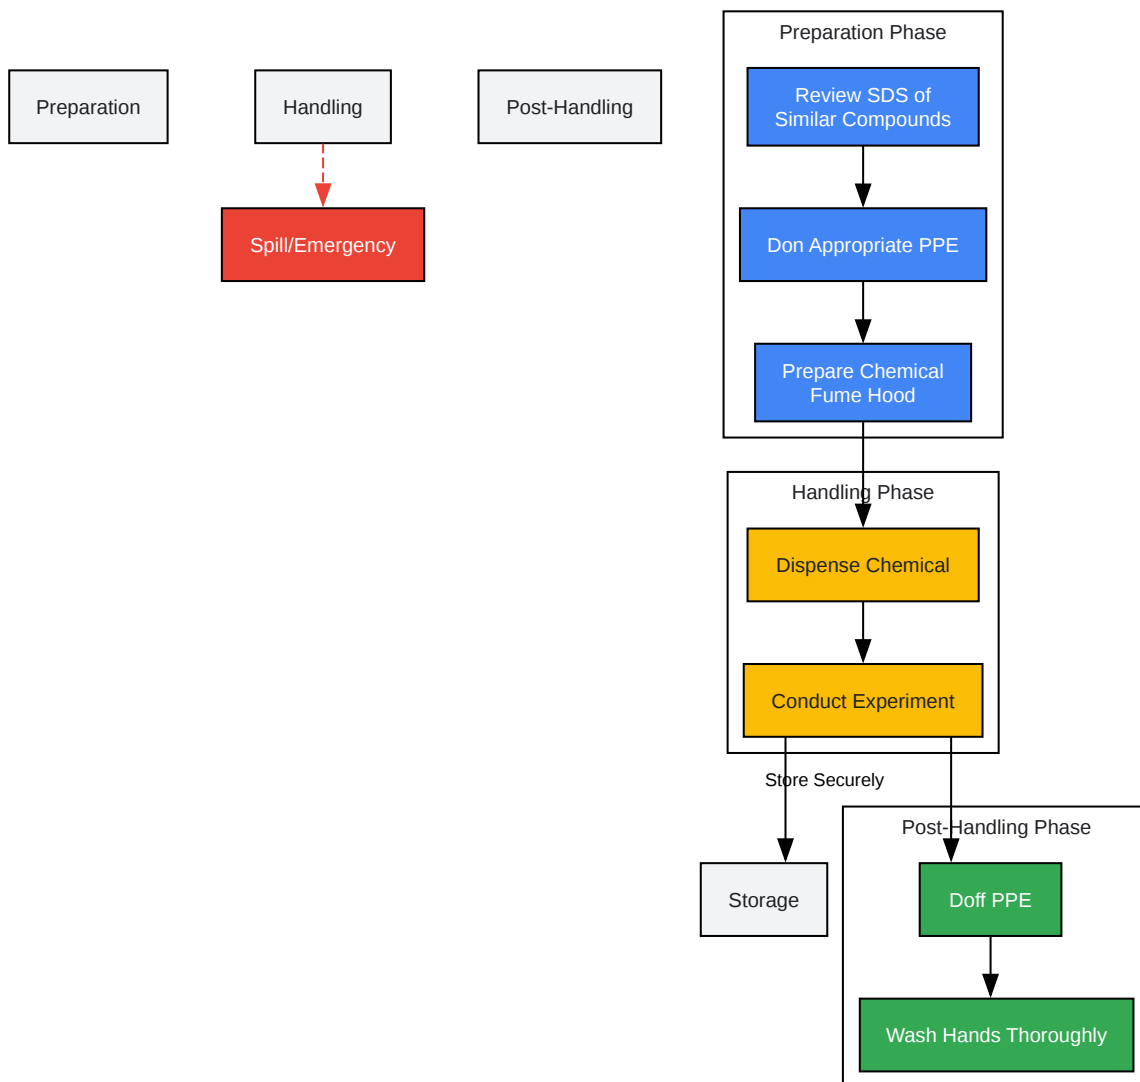 Preparation
Handling
Post-Handling
Spill/Emergency
Preparation Phase
Review SDS of
Similar Compounds
Don Appropriate PPE
Prepare Chemical
Fume Hood
Handling Phase
Dispense Chemical
Conduct Experiment
Store Securely
Storage
Post-Handling Phase
Doff PPE
Wash Hands Thoroughly